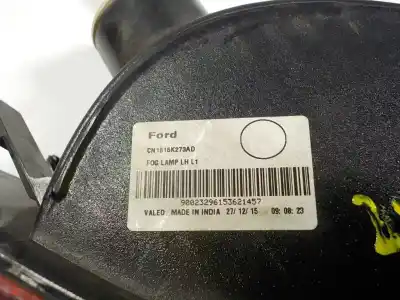 Ford
CN1515K273AD
FOG LAMP LH L1
90023296153621457
VALEO MADE IN INDIA 27/12/15 09:08:23